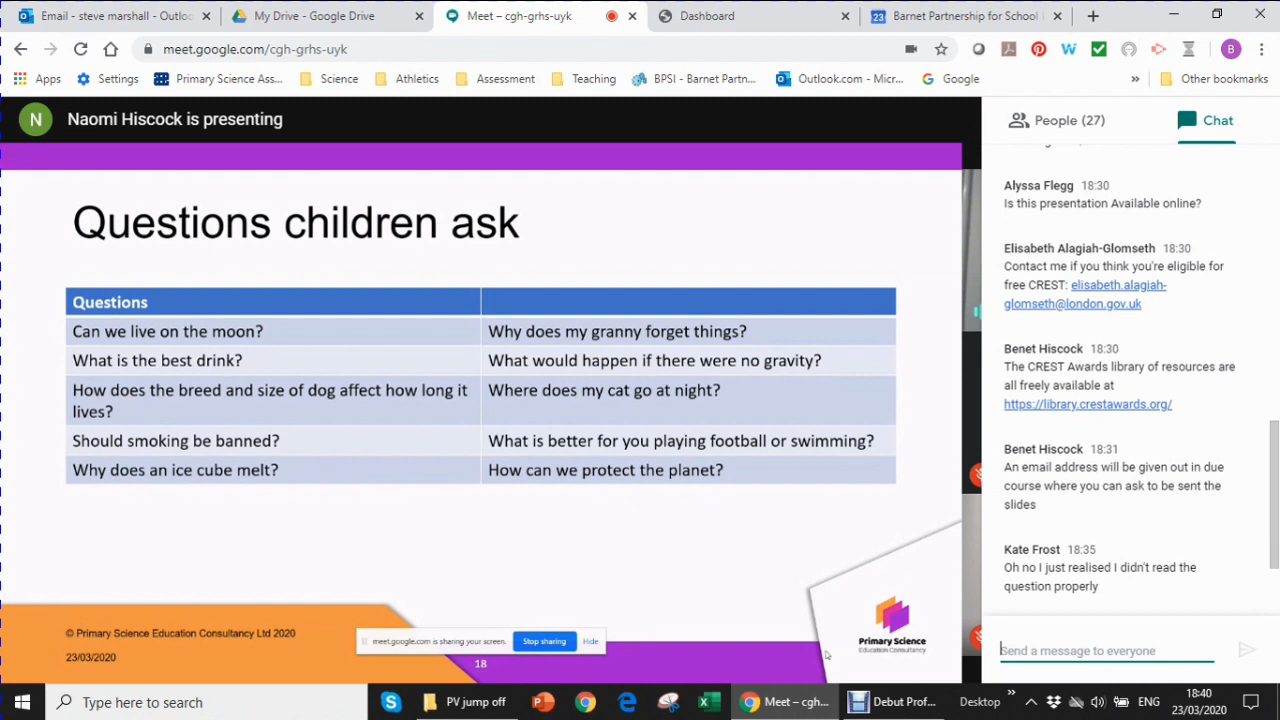 Email - steve marshall - Outloo
My Drive - Google Drive
Meet – cgh-grhs-uyk
Dashboard
23
Barnet Partnership for School I
meet.google.com/cgh-grhs-uyk
B
Apps
Settings
Primary Science Ass...
Science
Athletics
Assessment
Teaching
BPSI - Barnet Partn...
Outlook.com - Micr...
Google
»
Other bookmarks
N
Naomi Hiscock is presenting
Questions children ask
Questions
Can we live on the moon?
Why does my granny forget things?
What is the best drink?
What would happen if there were no gravity?
How does the breed and size of dog affect how long it
lives?
Where does my cat go at night?
Should smoking be banned?
What is better for you playing football or swimming?
Why does an ice cube melt?
How can we protect the planet?
© Primary Science Education Consultancy Ltd 2020
23/03/2020
meet.google.com is sharing your screen.
Stop sharing
Hide
18
Primary Science
Education Consultancy
People (27)
Chat
Alyssa Flegg 18:30
Is this presentation Available online?
Elisabeth Alagiah-Glomseth 18:30
Contact me if you think you're eligible for
free CREST: elisabeth.alagiah-
glomseth@london.gov.uk
Benet Hiscock 18:30
The CREST Awards library of resources are
all freely available at
https://library.crestawards.org/
Benet Hiscock 18:31
An email address will be given out in due
course where you can ask to be sent the
slides
Kate Frost 18:35
Oh no I just realised I didn't read the
question properly
Send a message to everyone
Type here to search
PV jump off
Meet – cgh-...
Debut Prof...
Desktop
»
ENG
18:40
23/03/2020